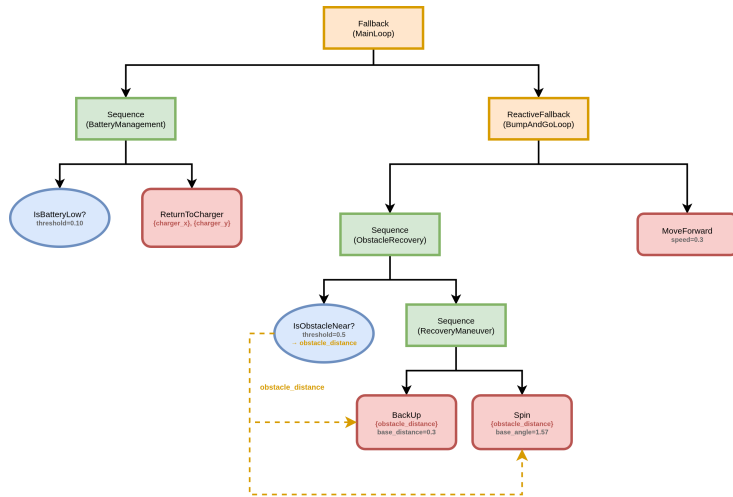 Fallback
(MainLoop)
Sequence
(BatteryManagement)
ReactiveFallback
(BumpAndGoLoop)
IsBatteryLow?
threshold=0.10
ReturnToCharger
{charger_x}, {charger_y}
Sequence
(ObstacleRecovery)
MoveForward
speed=0.3
IsObstacleNear?
threshold=0.5
→ obstacle_distance
Sequence
(RecoveryManeuver)
obstacle_distance
BackUp
{obstacle_distance}
base_distance=0.3
Spin
{obstacle_distance}
base_angle=1.57